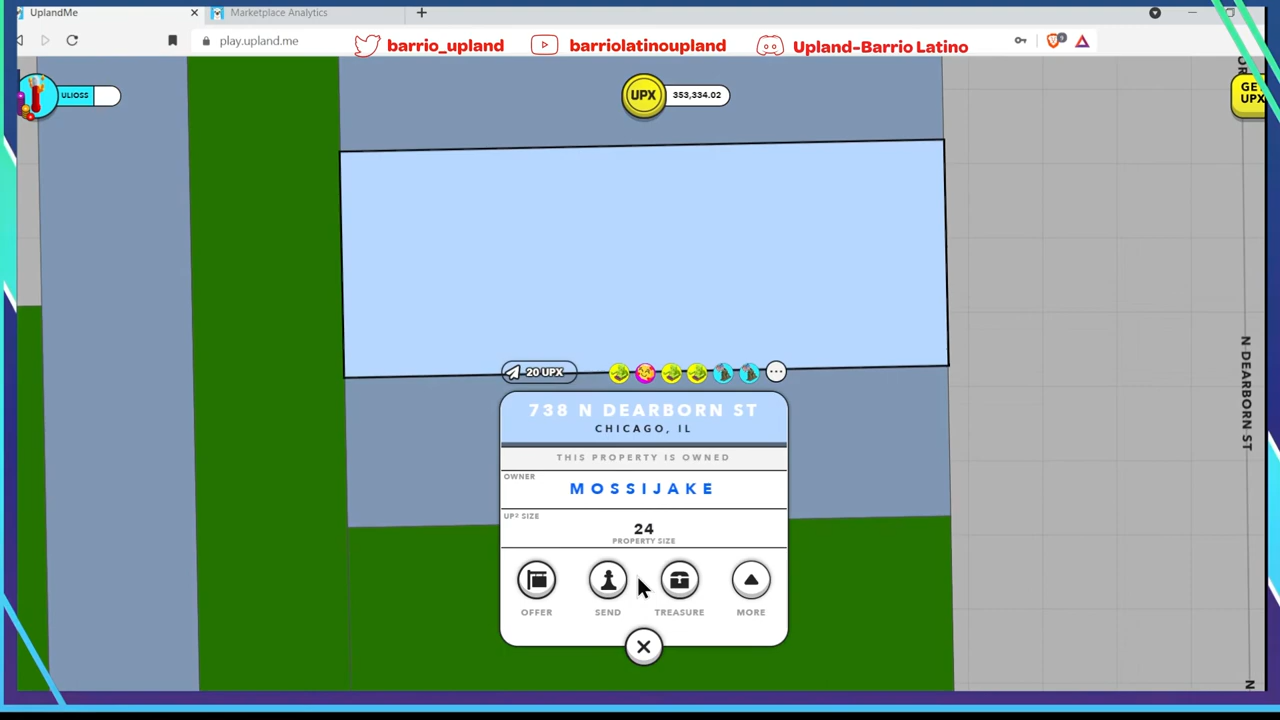 UplandMe
Marketplace Analytics
play.upland.me
barrio_upland
barriolatinoupland
Upland-Barrio Latino
ULIOSS
UPX
353,334.02
UPX
N DEARBORN ST
20 UPX
738 N DEARBORN ST
CHICAGO, IL
THIS PROPERTY IS OWNED
OWNER
MOSSIJAKE
UP² SIZE
24
PROPERTY SIZE
OFFER
SEND
TREASURE
MORE
N